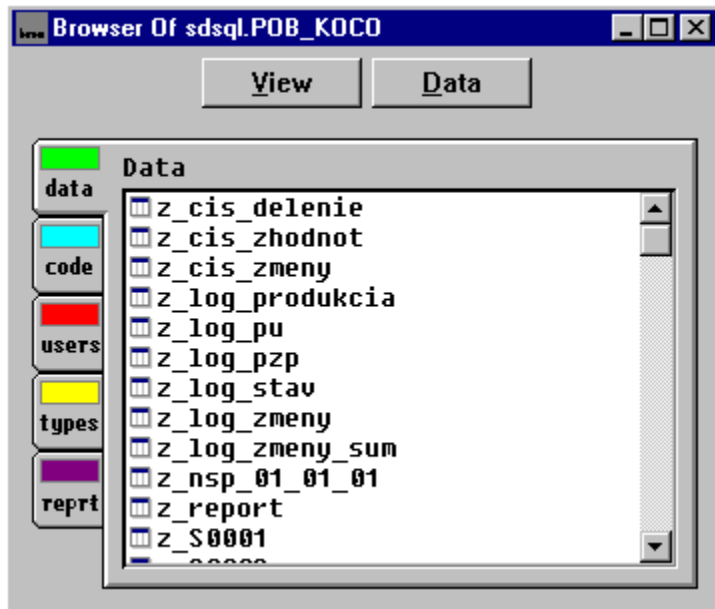 Browser Of sdsql.POB_KOCO
View Data
data
code
users
types
reprt
Data
z_cis_delenie
z_cis_zhodnot
z_cis_zmeny
z_log_produkcia
z_log_pu
z_log_pzp
z_log_stav
z_log_zmeny
z_log_zmeny_sum
z_nsp_01_01_01
z_report
z_S0001